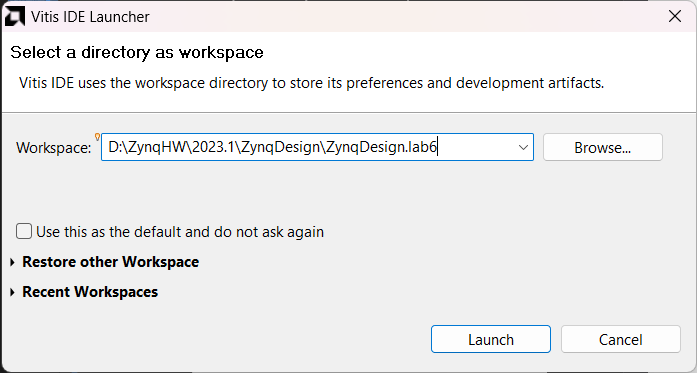 Vitis IDE Launcher
Select a directory as workspace
Vitis IDE uses the workspace directory to store its preferences and development artifacts.
Workspace: D:\ZynqHW\2023.1\ZynqDesign\ZynqDesign.lab6 Browse...
Use this as the default and do not ask again
Restore other Workspace
Recent Workspaces
Launch Cancel